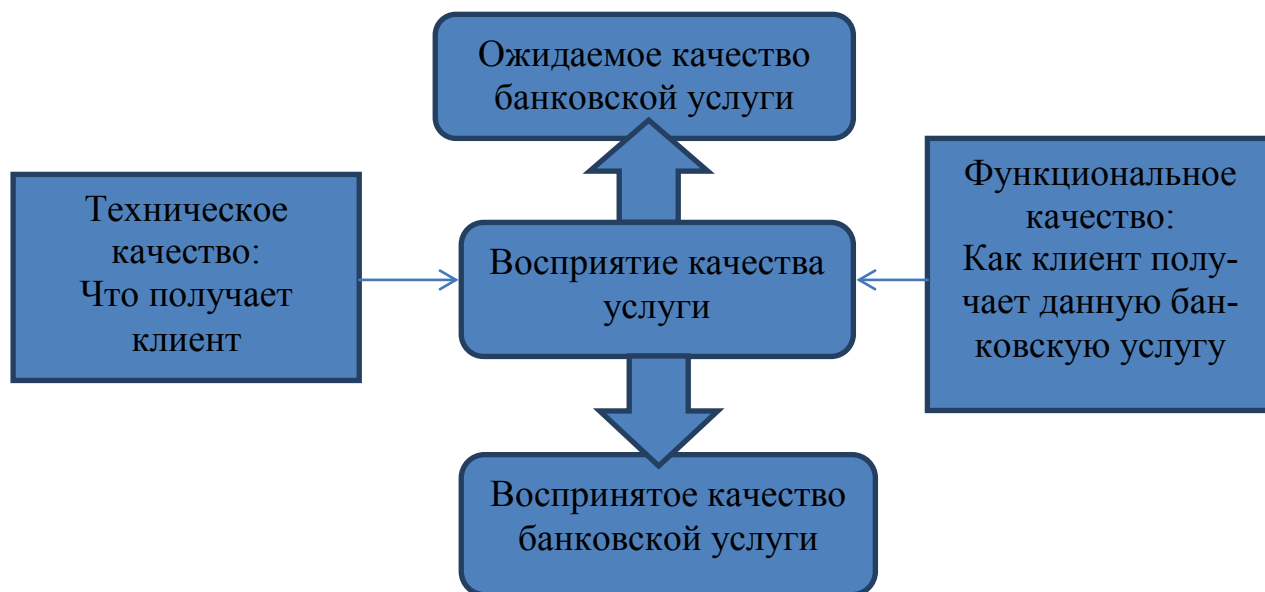 Ожидаемое качество
банковской услуги
Техническое
качество:
Что получает
клиент
Восприятие качества
услуги
Функциональное
качество:
Как клиент полу-
чает данную бан-
ковскую услугу
Воспринятое качество
банковской услуги